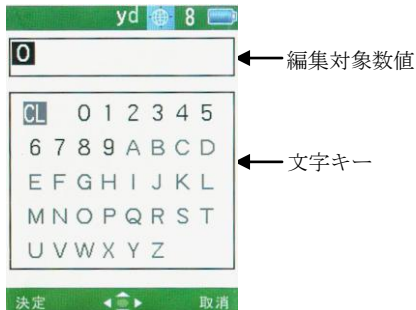 yd 8
0
編集対象数値
CL 0 1 2 3 4 5
6 7 8 9 A B C D
文字キー
E F G H I J K L
M N O P Q R S T
U V W X Y Z
決定 取消